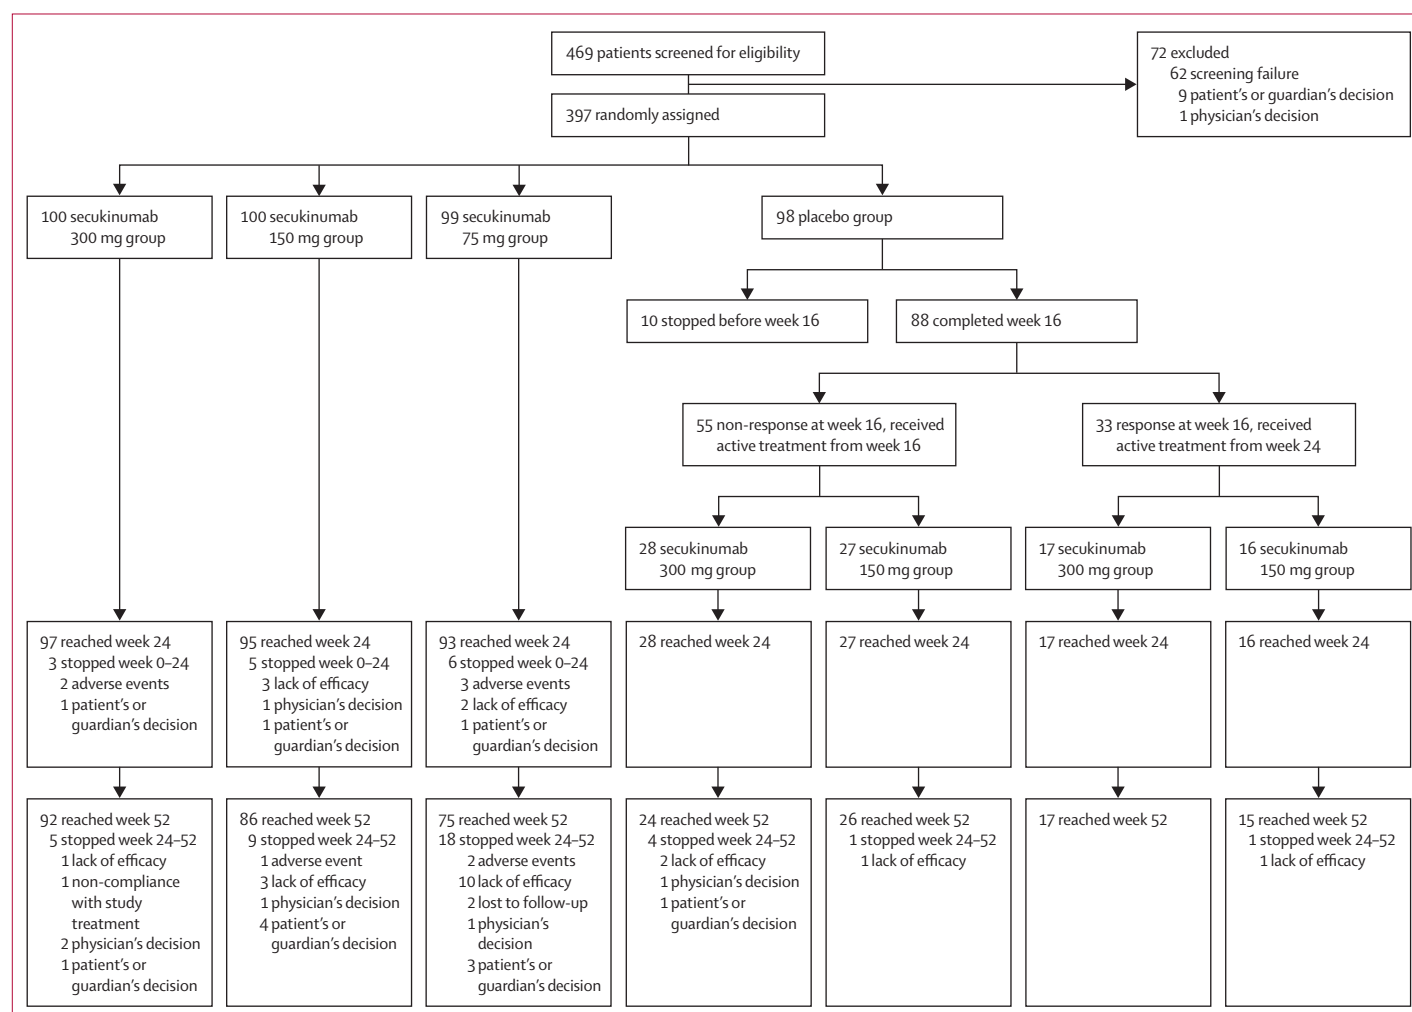 469 patients screened for eligibility
72 excluded
62 screening failure
9 patient's or guardian's decision
1 physician's decision
397 randomly assigned
100 secukinumab
300 mg group
100 secukinumab
150 mg group
99 secukinumab
75 mg group
98 placebo group
10 stopped before week 16
88 completed week 16
55 non-response at week 16, received
active treatment from week 16
33 response at week 16, received
active treatment from week 24
28 secukinumab
300 mg group
27 secukinumab
150 mg group
17 secukinumab
300 mg group
16 secukinumab
150 mg group
97 reached week 24
3 stopped week 0–24
2 adverse events
1 patient's or
guardian's decision
95 reached week 24
5 stopped week 0–24
3 lack of efficacy
1 physician's decision
1 patient's or
guardian's decision
93 reached week 24
6 stopped week 0–24
3 adverse events
2 lack of efficacy
1 patient's or
guardian's decision
28 reached week 24
27 reached week 24
17 reached week 24
16 reached week 24
92 reached week 52
5 stopped week 24–52
1 lack of efficacy
1 non-compliance
with study
treatment
2 physician's decision
1 patient's or
guardian's decision
86 reached week 52
9 stopped week 24–52
1 adverse event
3 lack of efficacy
1 physician's decision
4 patient's or
guardian's decision
75 reached week 52
18 stopped week 24–52
2 adverse events
10 lack of efficacy
2 lost to follow-up
1 physician's
decision
3 patient's or
guardian's decision
24 reached week 52
4 stopped week 24–52
2 lack of efficacy
1 physician's decision
1 patient's or
guardian's decision
26 reached week 52
1 stopped week 24–52
1 lack of efficacy
17 reached week 52
15 reached week 52
1 stopped week 24–52
1 lack of efficacy